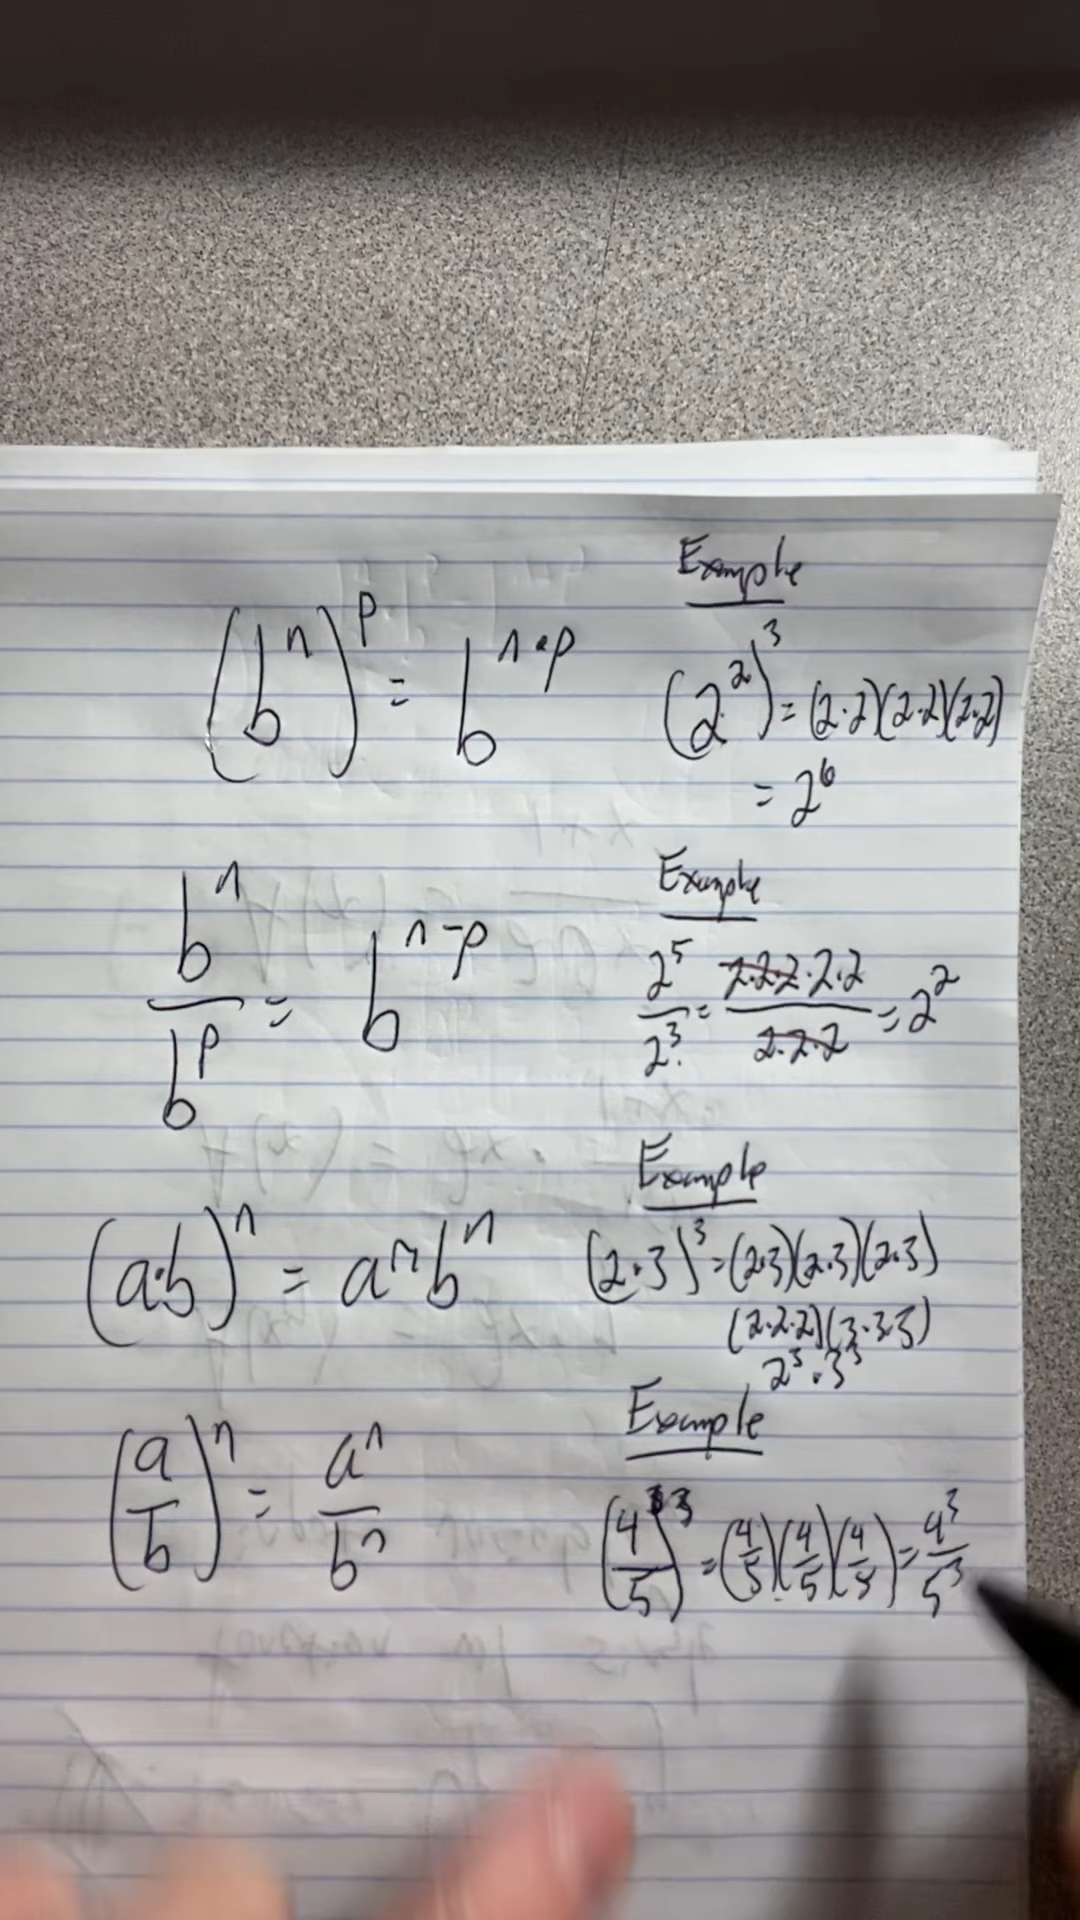 Example
(b^n)^p = b^(n•p)
(2^2)^3 = (2·2)(2·2)(2·2)
= 2^6
Example
b^n/b^p = b^(n-p)
2^5/2^3 = 2·2·2·2·2/2·2·2 = 2^2
Example
(a·b)^n = a^n b^n
(2·3)^3 = (2·3)(2·3)(2·3)
(2·2·2)(3·3·3)
2^3·3^3
Example
(a/b)^n = a^n/b^n
(4/5)^3 = (4/5)(4/5)(4/5) = 4^3/5^3